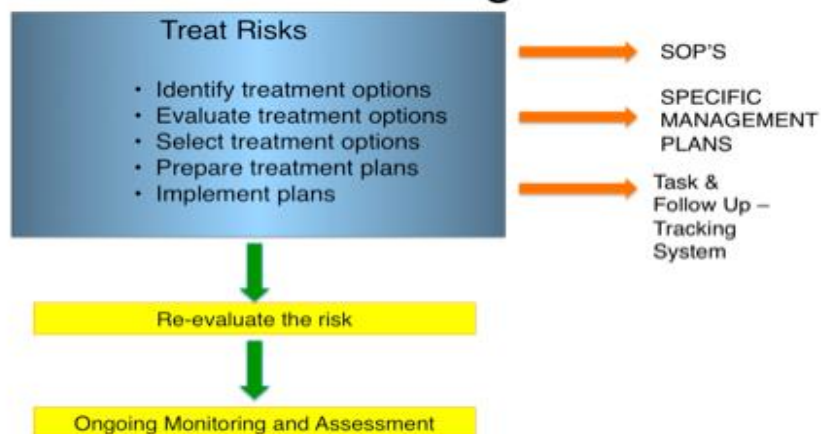 Treat Risks
• Identify treatment options
• Evaluate treatment options
• Select treatment options
• Prepare treatment plans
• Implement plans
SOP'S
SPECIFIC
MANAGEMENT
PLANS
Task &
Follow Up –
Tracking
System
Re-evaluate the risk
Ongoing Monitoring and Assessment